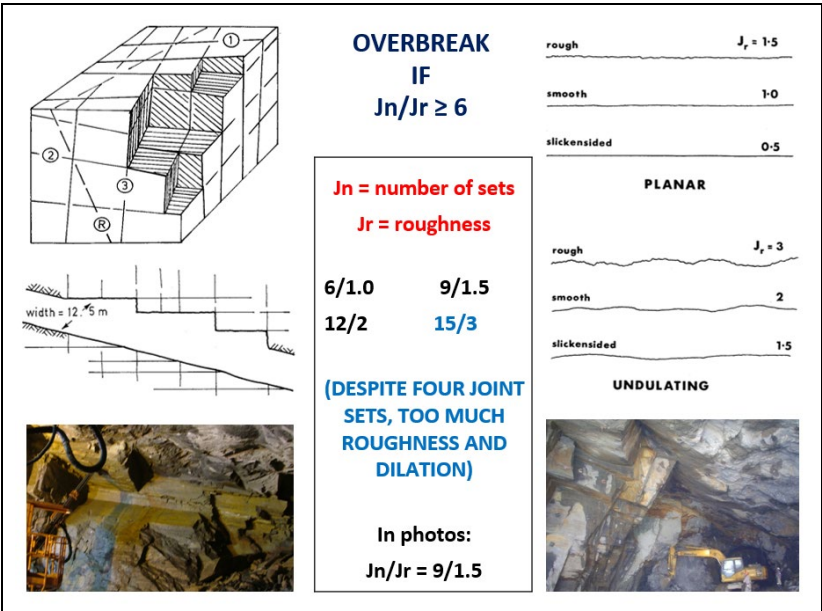 OVERBREAK
IF
Jn/Jr ≥ 6
1
2
3
R
width = 12.·5 m
Jn = number of sets
Jr = roughness
6/1.0 9/1.5
12/2 15/3
(DESPITE FOUR JOINT
SETS, TOO MUCH
ROUGHNESS AND
DILATION)
In photos:
Jn/Jr = 9/1.5
rough Jr = 1·5
smooth 1·0
slickensided 0·5
PLANAR
rough Jr = 3
smooth 2
slickensided 1·5
UNDULATING